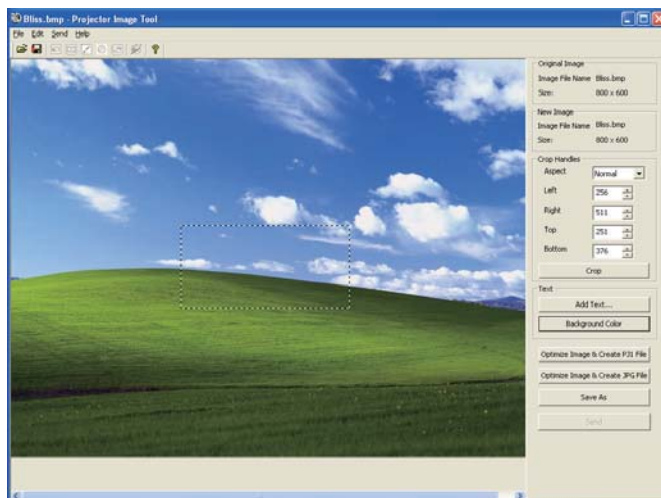 Bliss.bmp - Projector Image Tool
File Edit Send Help
Original Image
Image File Name Bliss.bmp
Size: 800 x 600
New Image
Image File Name Bliss.bmp
Size: 800 x 600
Crop Handles
Aspect Normal
Left 256
Right 511
Top 251
Bottom 376
Crop
Text
Add Text....
Background Color
Optimize Image & Create PJI File
Optimize Image & Create JPG File
Save As
Send